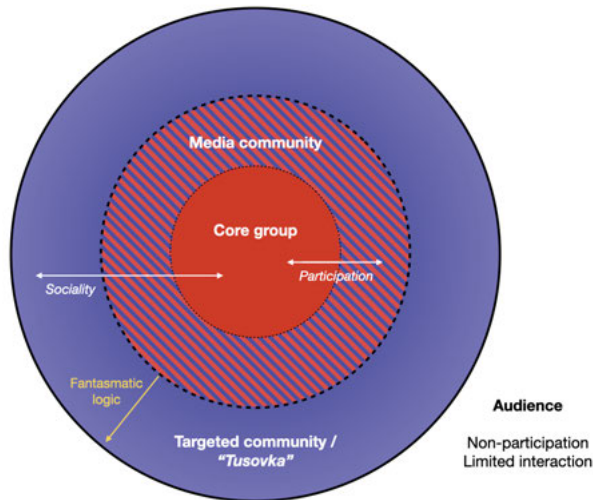 Media community
Core group
Participation
Sociality
Fantasmatic
logic
Audience
Targeted community /
“Tusovka”
Non-participation
Limited interaction